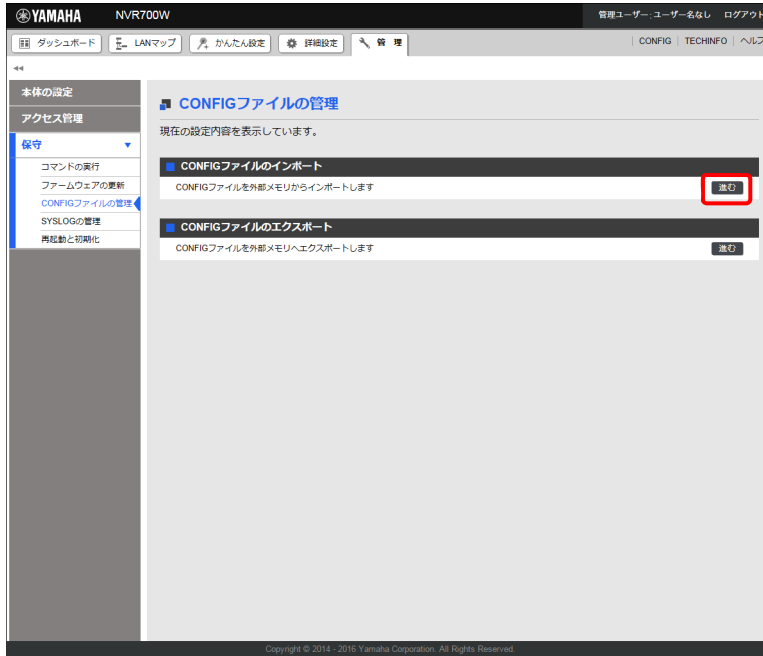 YAMAHA NVR700W 管理ユーザー：ユーザー名なし ログアウト
ダッシュボード LANマップ かんたん設定 詳細設定 管 理 CONFIG TECHINFO ヘルプ
本体の設定
アクセス管理
保守
コマンドの実行
ファームウェアの更新
CONFIGファイルの管理
SYSLOGの管理
再起動と初期化
CONFIGファイルの管理
現在の設定内容を表示しています。
CONFIGファイルのインポート
CONFIGファイルを外部メモリからインポートします 進む
CONFIGファイルのエクスポート
CONFIGファイルを外部メモリへエクスポートします 進む
Copyright © 2014 - 2016 Yamaha Corporation. All Rights Reserved.